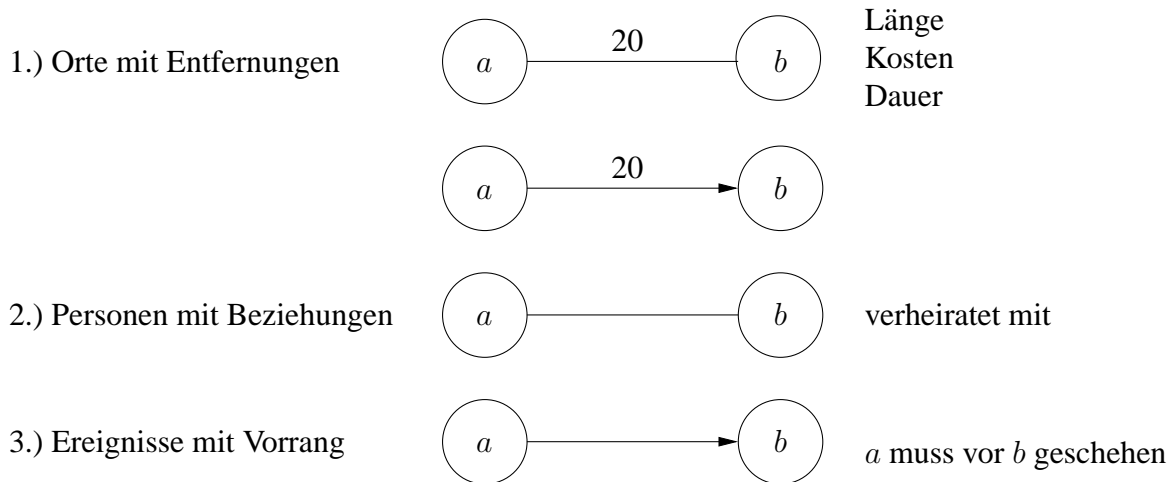 1.) Orte mit Entfernungen
a
20
b
Länge
Kosten
Dauer
a
20
b
2.) Personen mit Beziehungen
a
b
verheiratet mit
3.) Ereignisse mit Vorrang
a
b
a muss vor b geschehen